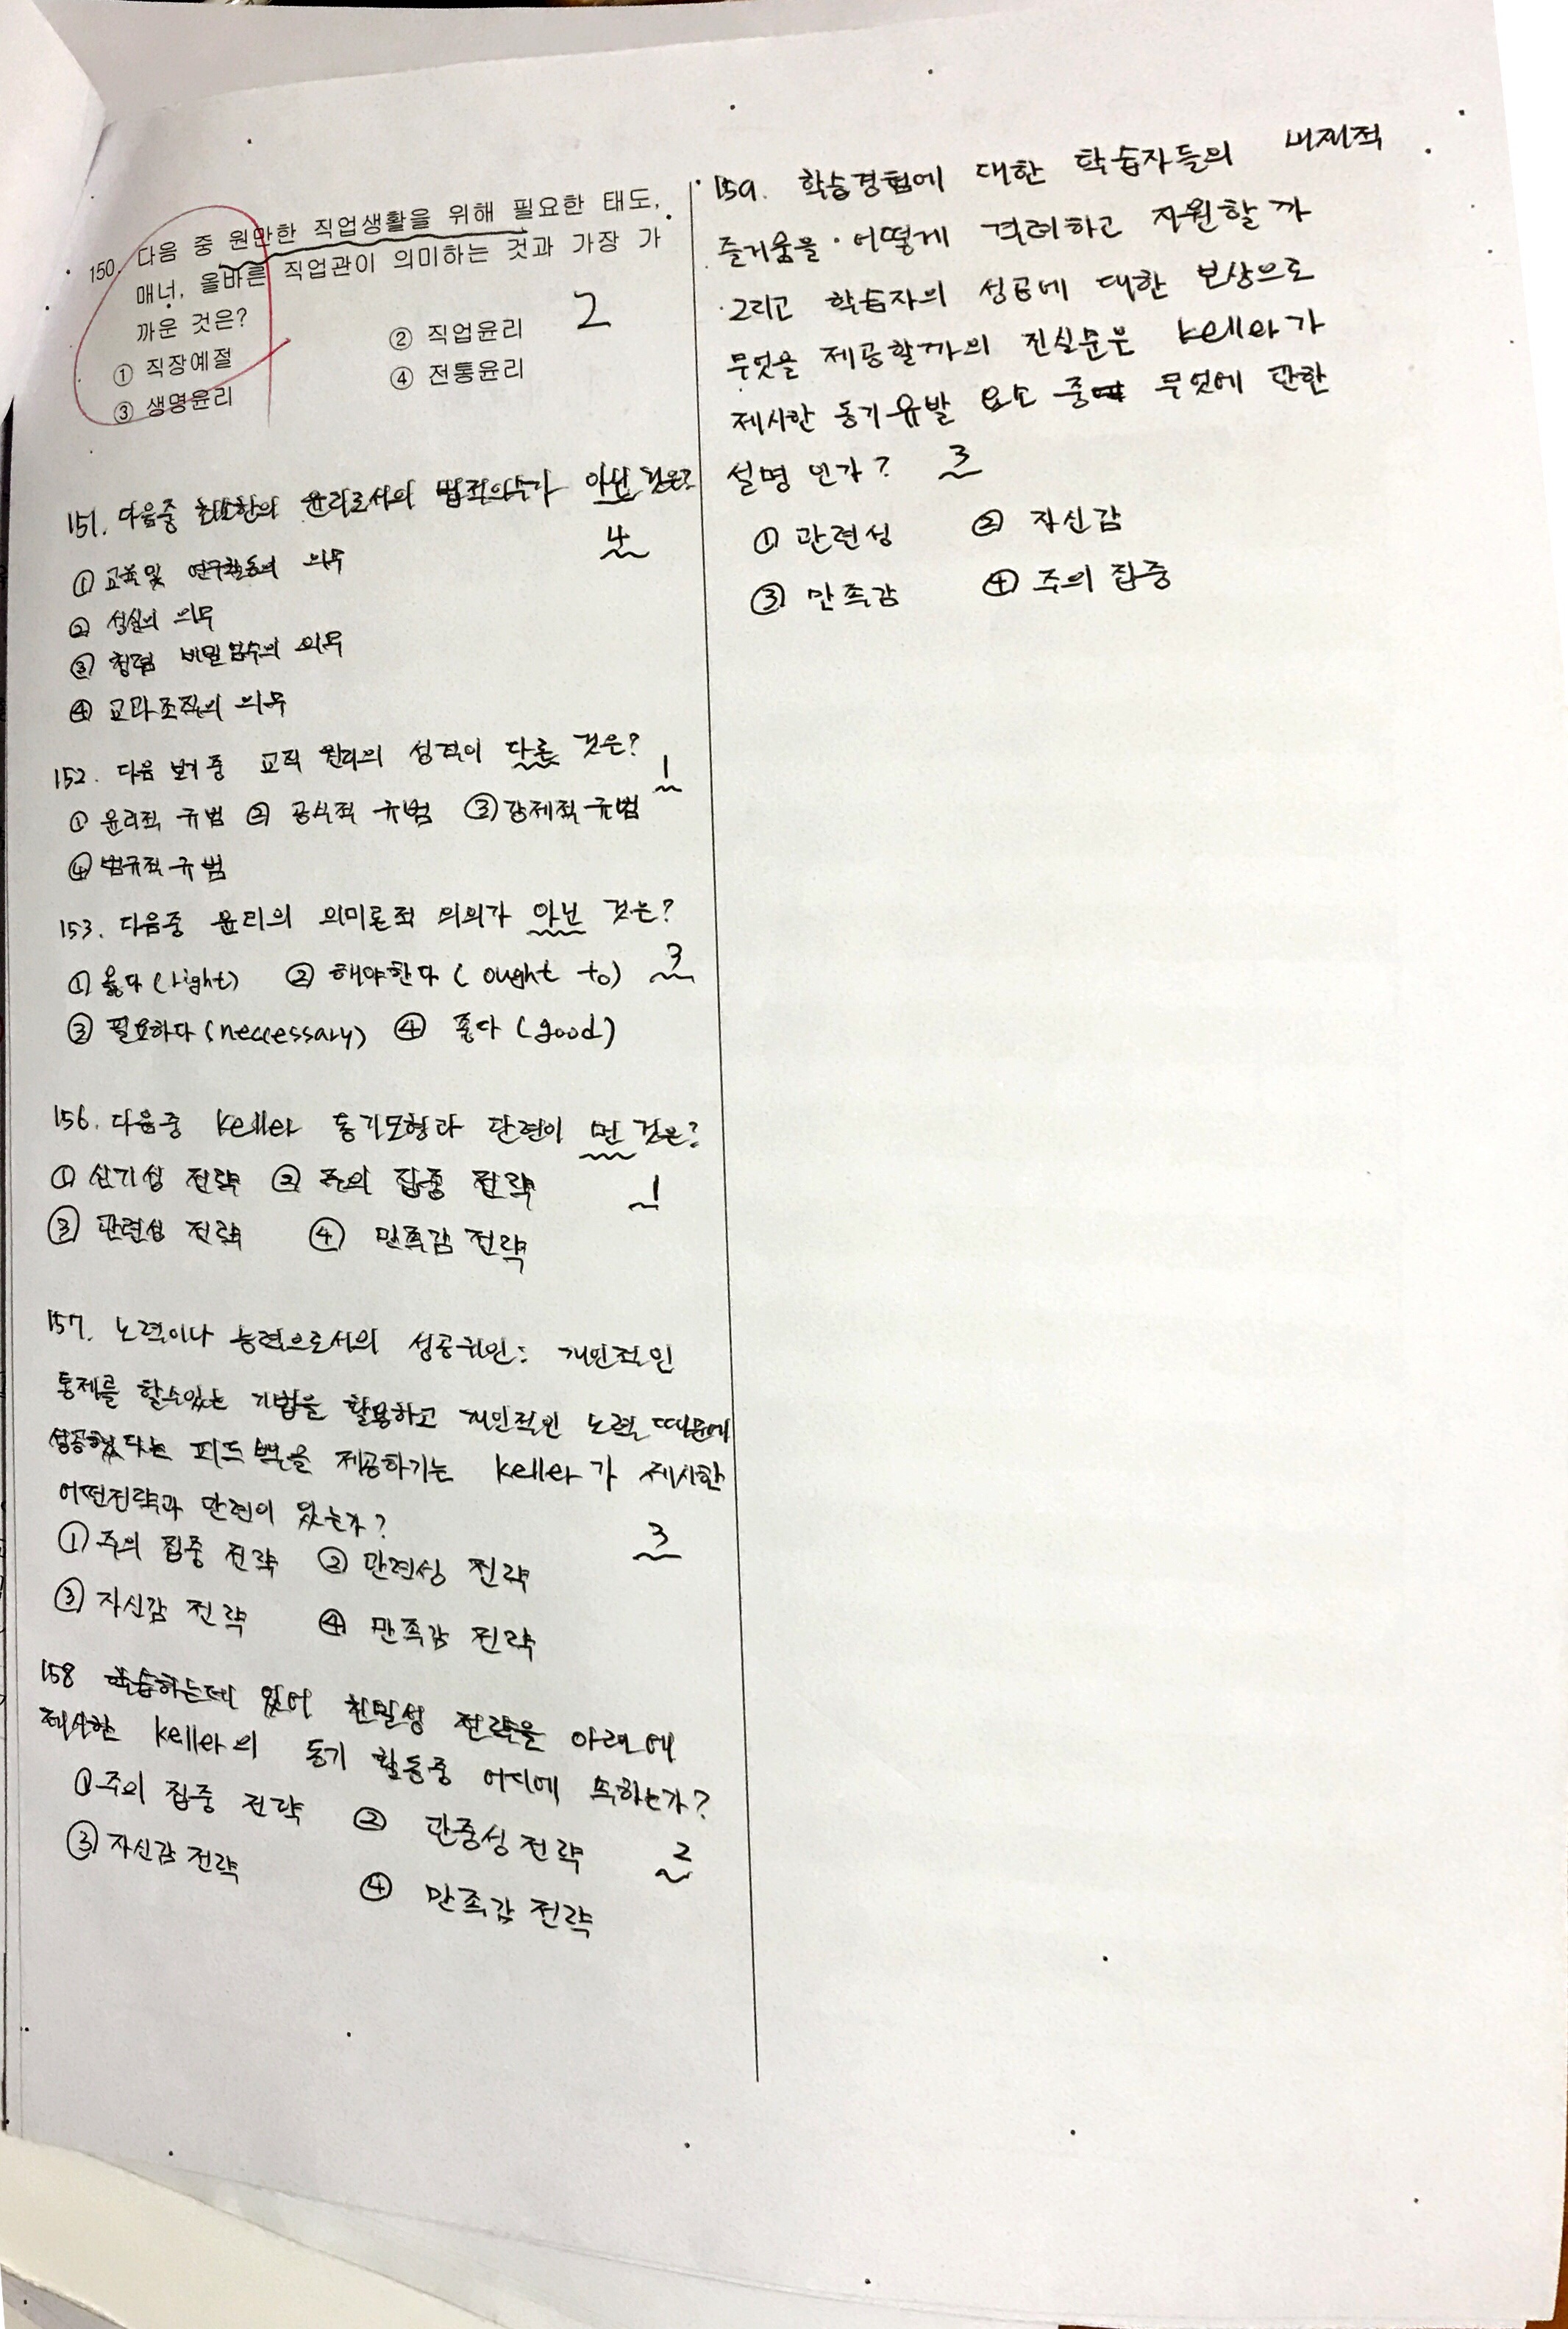 150. 다음 중 원만한 직업생활을 위해 필요한 태도,
매너, 올바른 직업관이 의미하는 것과 가장 가
까운 것은?
2
① 직장예절 ② 직업윤리
③ 생명윤리 ④ 전통윤리
151. 다음중 최소한의 윤리로서의 법적의무가 아닌 것은?
4
① 교육및 연구활동의 의무
② 성실의 의무
③ 청렴 비밀엄수의 의무
④ 교과조직의 의무
152. 다음 보기중 교직 윤리의 성격이 다른 것은?
1
① 윤리적 규범 ② 공식적 규범 ③ 강제적 규범
④ 법규적 규범
153. 다음중 윤리의 의미론적 의의가 아닌 것은?
3
① 옳다 (right) ② 해야한다 ( ought to)
③ 필요하다 (neccessary) ④ 좋다 (good)
156. 다음중 keller 동기모형과 관련이 먼 것은?
① 신기성 전략 ② 주의 집중 전략
1
③ 관련성 전략 ④ 만족감 전략
157. 노력이나 능력으로서의 성공귀인: 개인적인
통제를 할수있는 기법을 활용하고 개인적인 노력 때문에
성공했다는 피드백을 제공하기는 keller가 제시한
어떤전략과 관련이 있는가?
3
① 주의 집중 전략 ② 관련성 전략
③ 자신감 전략 ④ 만족감 전략
158 학습하는데 있어 친밀성 전략을 아래에
제시한 keller의 동기 활동중 어디에 속하는가?
① 주의 집중 전략 ② 관중성 전략
2
③ 자신감 전략 ④ 만족감 전략
159. 학습경험에 대한 학습자들의 내재적
즐거움을 어떻게 격려하고 지원할까
그리고 학습자의 성공에 대한 보상으로
무엇을 제공할까의 진실문은 keller가
제시한 동기유발 요소 중 무엇에 관한
설명 인가? 3
① 관련성 ② 자신감
③ 만족감 ④ 주의 집중